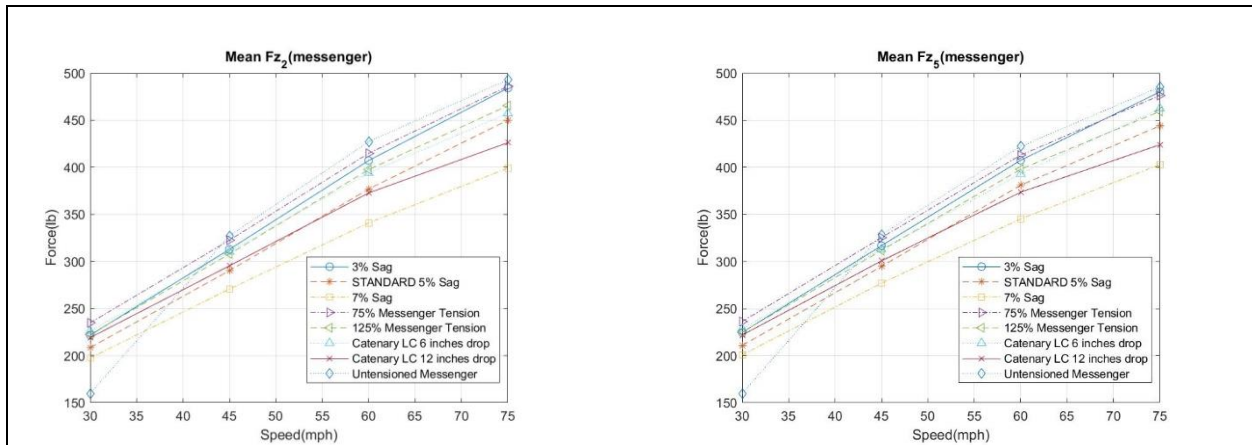 Mean Fz2(messenger)
500
450
400
350
300
250
200
150
Force(lb)
3% Sag
STANDARD 5% Sag
7% Sag
75% Messenger Tension
125% Messenger Tension
Catenary LC 6 inches drop
Catenary LC 12 inches drop
Untensioned Messenger
30 35 40 45 50 55 60 65 70 75
Speed(mph)
Mean Fz5(messenger)
500
450
400
350
300
250
200
150
Force(lb)
3% Sag
STANDARD 5% Sag
7% Sag
75% Messenger Tension
125% Messenger Tension
Catenary LC 6 inches drop
Catenary LC 12 inches drop
Untensioned Messenger
30 35 40 45 50 55 60 65 70 75
Speed(mph)